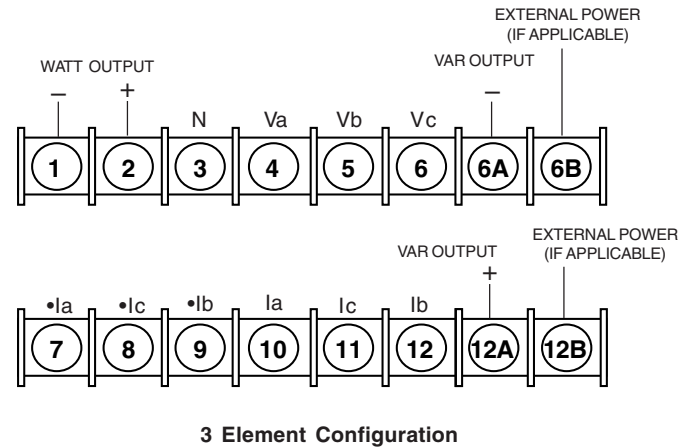 EXTERNAL POWER
(IF APPLICABLE)
WATT OUTPUT
VAR OUTPUT
– + –
N Va Vb Vc
1 2 3 4 5 6 6A 6B
EXTERNAL POWER
(IF APPLICABLE)
VAR OUTPUT
+
•Ia •Ic •Ib Ia Ic Ib
7 8 9 10 11 12 12A 12B
3 Element Configuration